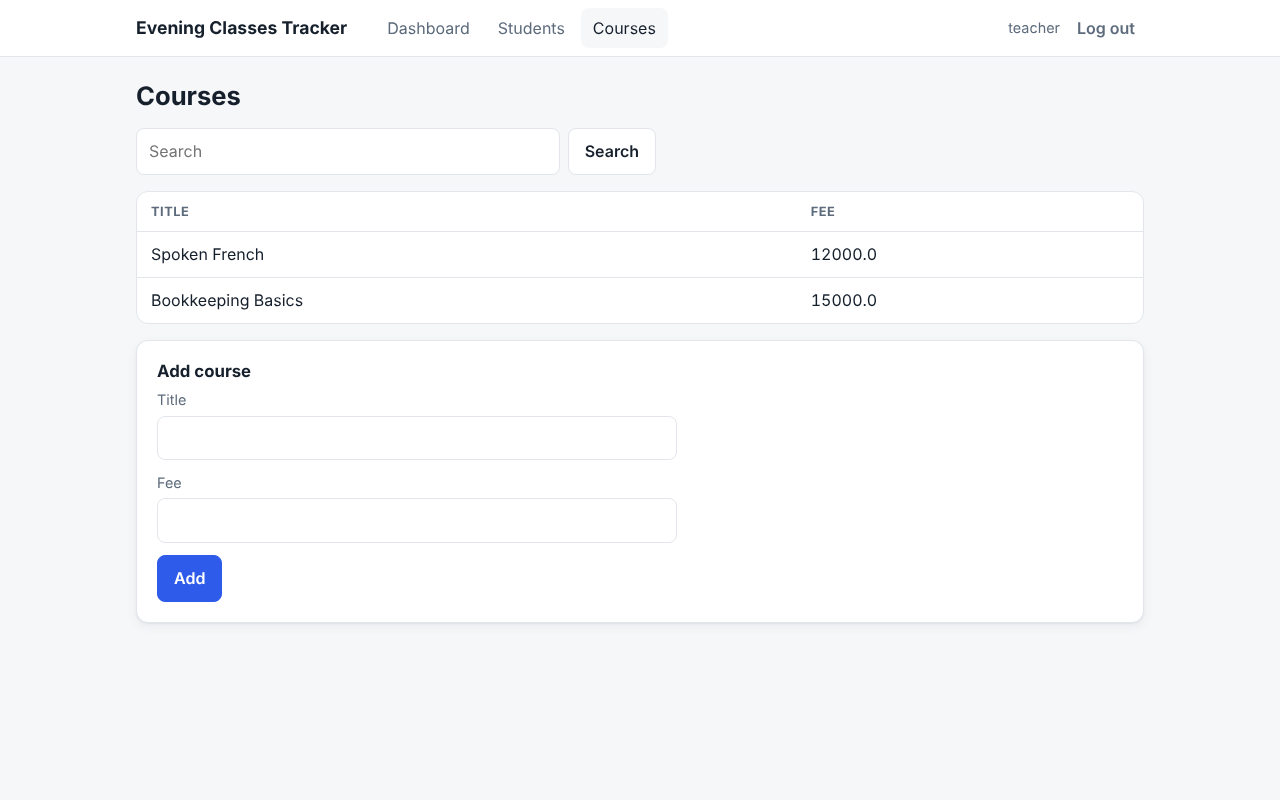 Evening Classes Tracker Dashboard Students Courses teacher Log out
Courses
Search Search
TITLE FEE
Spoken French 12000.0
Bookkeeping Basics 15000.0
Add course
Title
Fee
Add